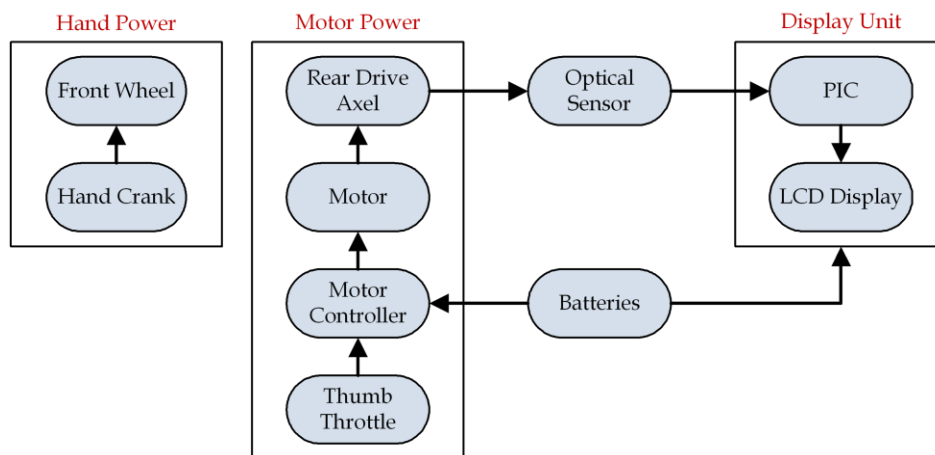 Hand Power
Front Wheel
Hand Crank
Motor Power
Rear Drive
Axel
Motor
Motor
Controller
Thumb
Throttle
Optical
Sensor
Batteries
Display Unit
PIC
LCD Display